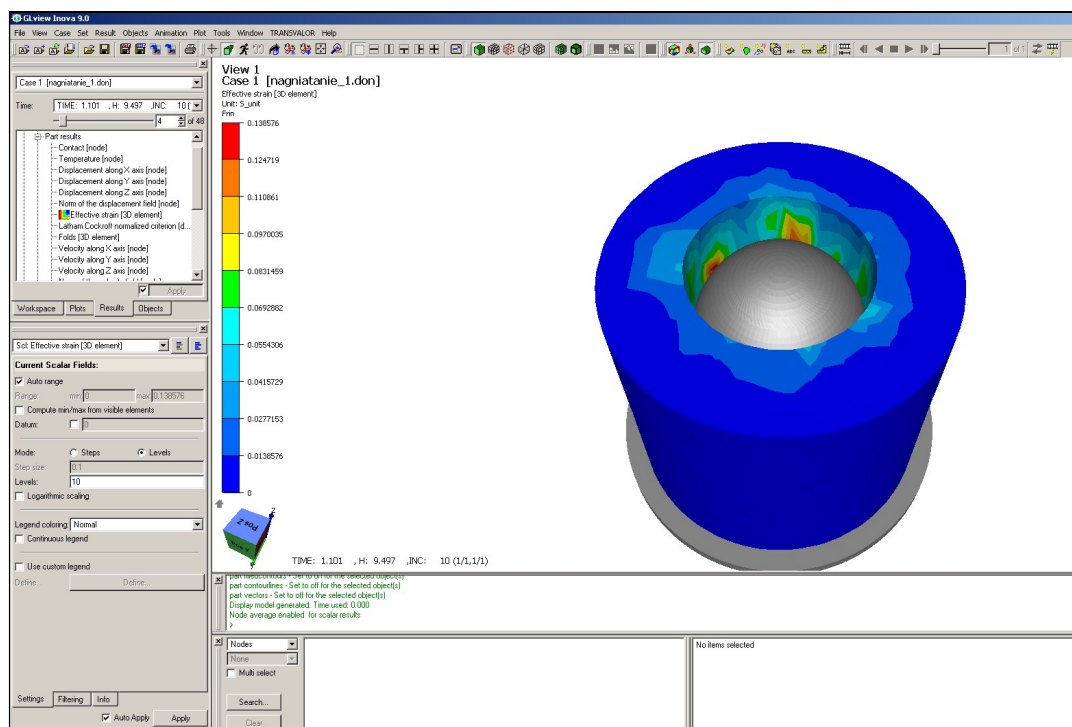 GLview Inova 9.0
File View Case Set Result Objects Animation Plot Tools Window TRANSVALOR Help
1 of 1
Case 1 [nagniatanie_1.don]
Time: TIME: 1.101 , H: 9.497 ,INC: 10 (
4 of 48
Part results
Contact [node]
Temperature [node]
Displacement along X axis [node]
Displacement along Y axis [node]
Displacement along Z axis [node]
Norm of the displacement field [node]
Effective strain [3D element]
Latham Cockroft normalized criterion [d...
Folds [3D element]
Velocity along X axis [node]
Velocity along Y axis [node]
Velocity along Z axis [node]
Apply
Workspace Plots Results Objects
Scl: Effective strain [3D element]
Current Scalar Fields:
Auto range
Range: min: 0 max: 0.138576
Compute min/max from visible elements
Datum: 0
Mode: Steps Levels
Step size: 0.1
Levels: 10
Logarithmic scaling
Legend coloring: Normal
Continuous legend
Use custom legend
Define... Define...
Settings Filtering Info
Auto Apply Apply
View 1
Case 1 [nagniatanie_1.don]
Effective strain [3D element]
Unit: S_unit
Frin
0.138576
0.124719
0.110861
0.0970035
0.0831459
0.0692882
0.0554306
0.0415729
0.0277153
0.0138576
0
Pos Z
Z
TIME: 1.101 , H: 9.497 ,INC: 10 (1/1,1/1)
part contourlines - Set to off for the selected object(s)
part vectors - Set to off for the selected object(s)
Display model generated. Time used: 0.000
Node average enabled for scalar results
>
Nodes
None
Multi select
Search...
Clear
No items selected